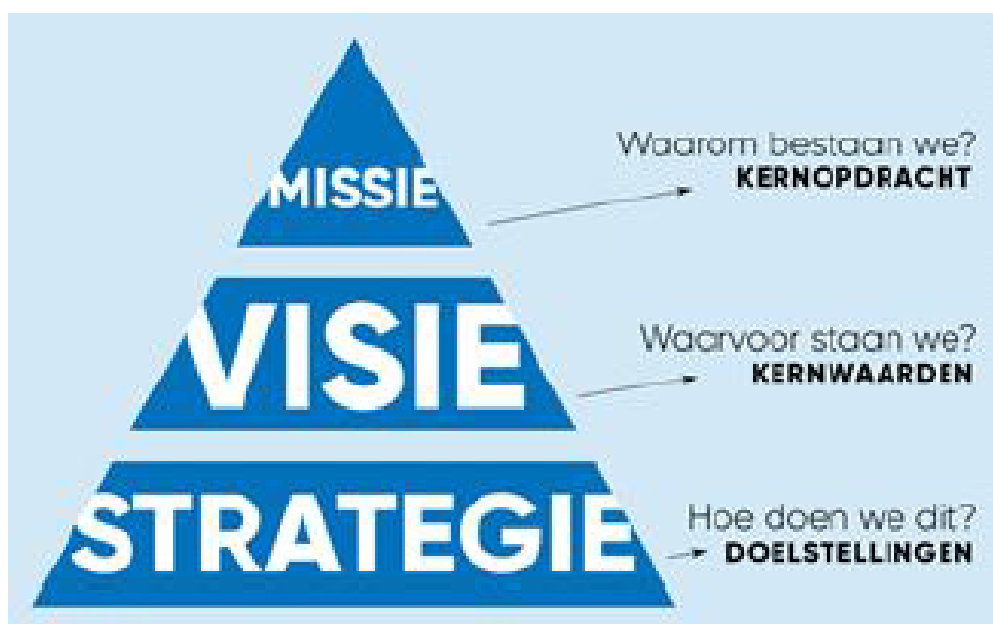 MISSIE
Waarom bestaan we?
KERNOPDRACHT
VISIE
Waarvoor staan we?
KERNWAARDEN
STRATEGIE
Hoe doen we dit?
DOELSTELLINGEN